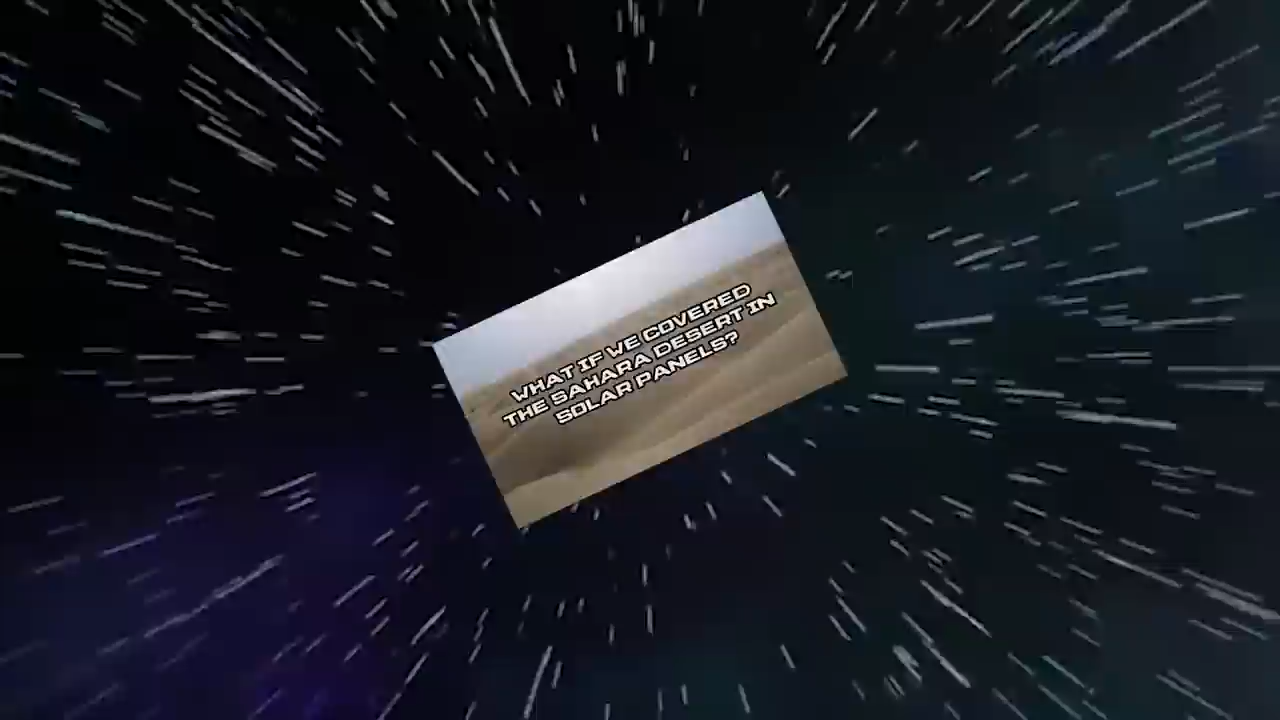 WHAT IF WE COVERED
THE SAHARA DESERT IN
SOLAR PANELS?